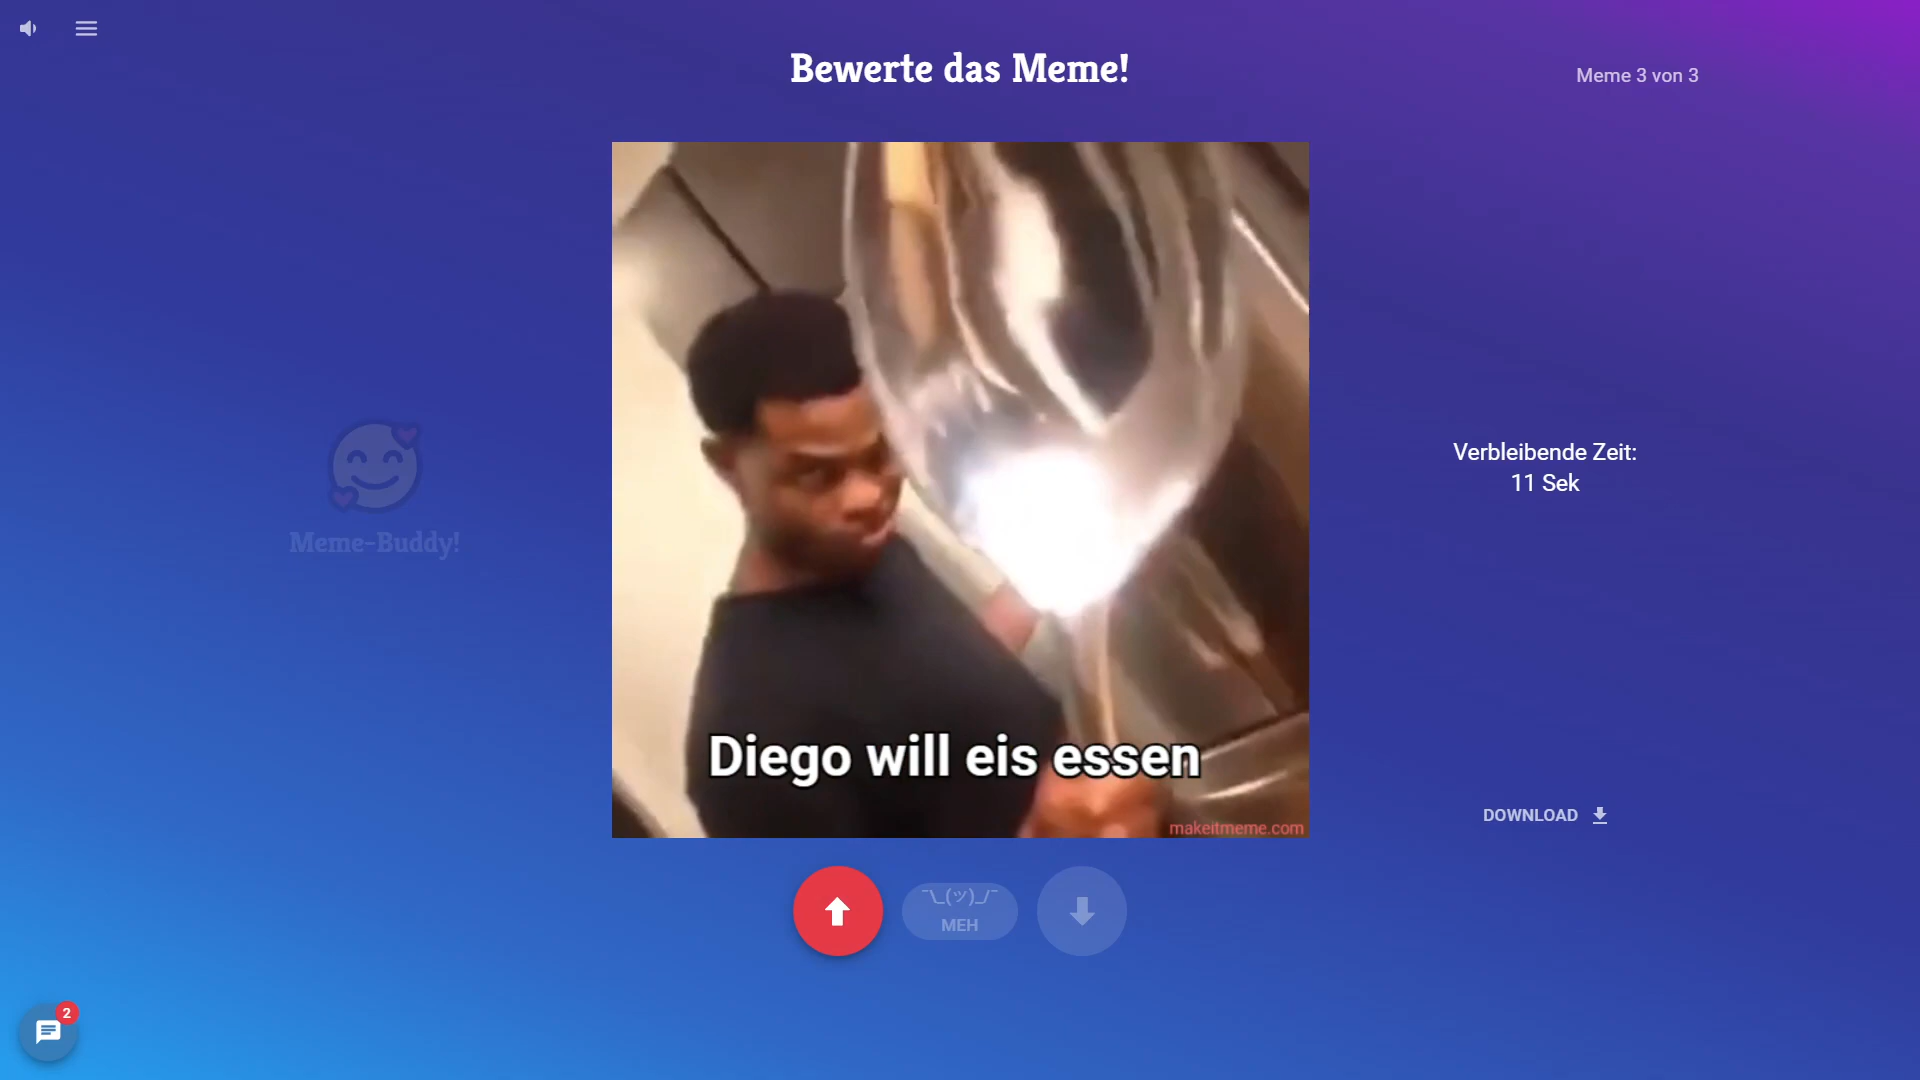 Bewerte das Meme!
Meme 3 von 3
Meme-Buddy!
Verbleibende Zeit:
11 Sek
Diego will eis essen
makeitmeme.com
DOWNLOAD
¯\_(ツ)_/¯
MEH
2